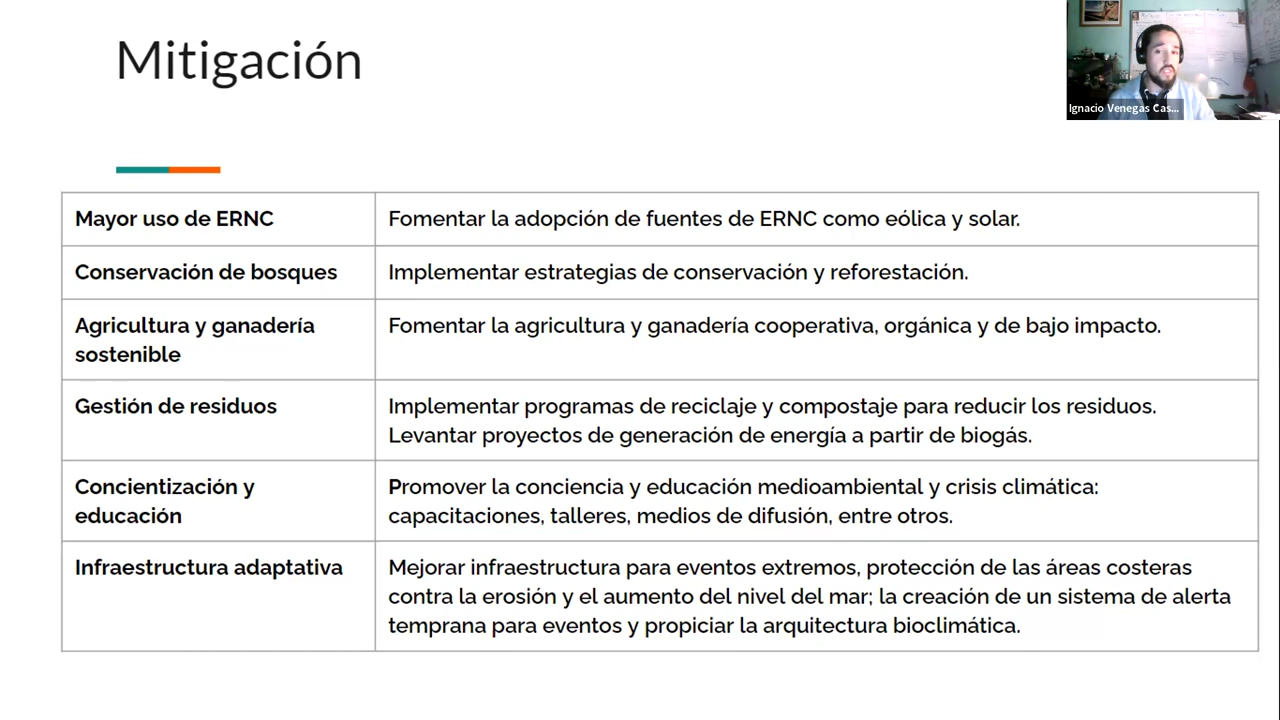 Mitigación
Ignacio Venegas Cas...
Mayor uso de ERNC
Fomentar la adopción de fuentes de ERNC como eólica y solar.
Conservación de bosques
Implementar estrategias de conservación y reforestación.
Agricultura y ganadería
sostenible
Fomentar la agricultura y ganadería cooperativa, orgánica y de bajo impacto.
Gestión de residuos
Implementar programas de reciclaje y compostaje para reducir los residuos.
Levantar proyectos de generación de energía a partir de biogás.
Concientización y
educación
Promover la conciencia y educación medioambiental y crisis climática:
capacitaciones, talleres, medios de difusión, entre otros.
Infraestructura adaptativa
Mejorar infraestructura para eventos extremos, protección de las áreas costeras
contra la erosión y el aumento del nivel del mar; la creación de un sistema de alerta
temprana para eventos y propiciar la arquitectura bioclimática.